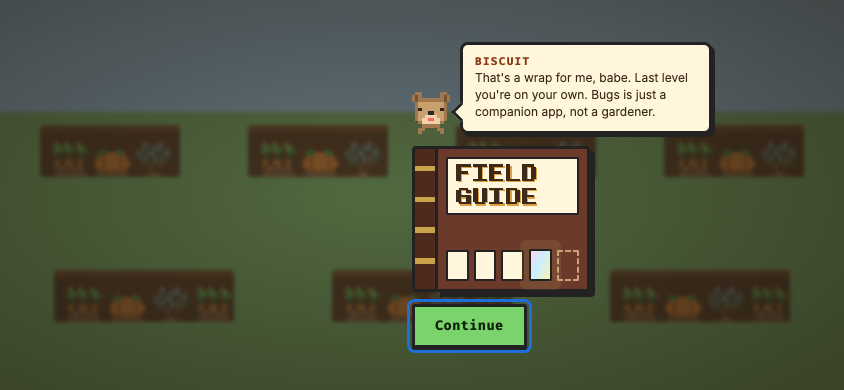 BISCUIT
That's a wrap for me, babe. Last level
you're on your own. Bugs is just a
companion app, not a gardener.
FIELD
GUIDE
Continue